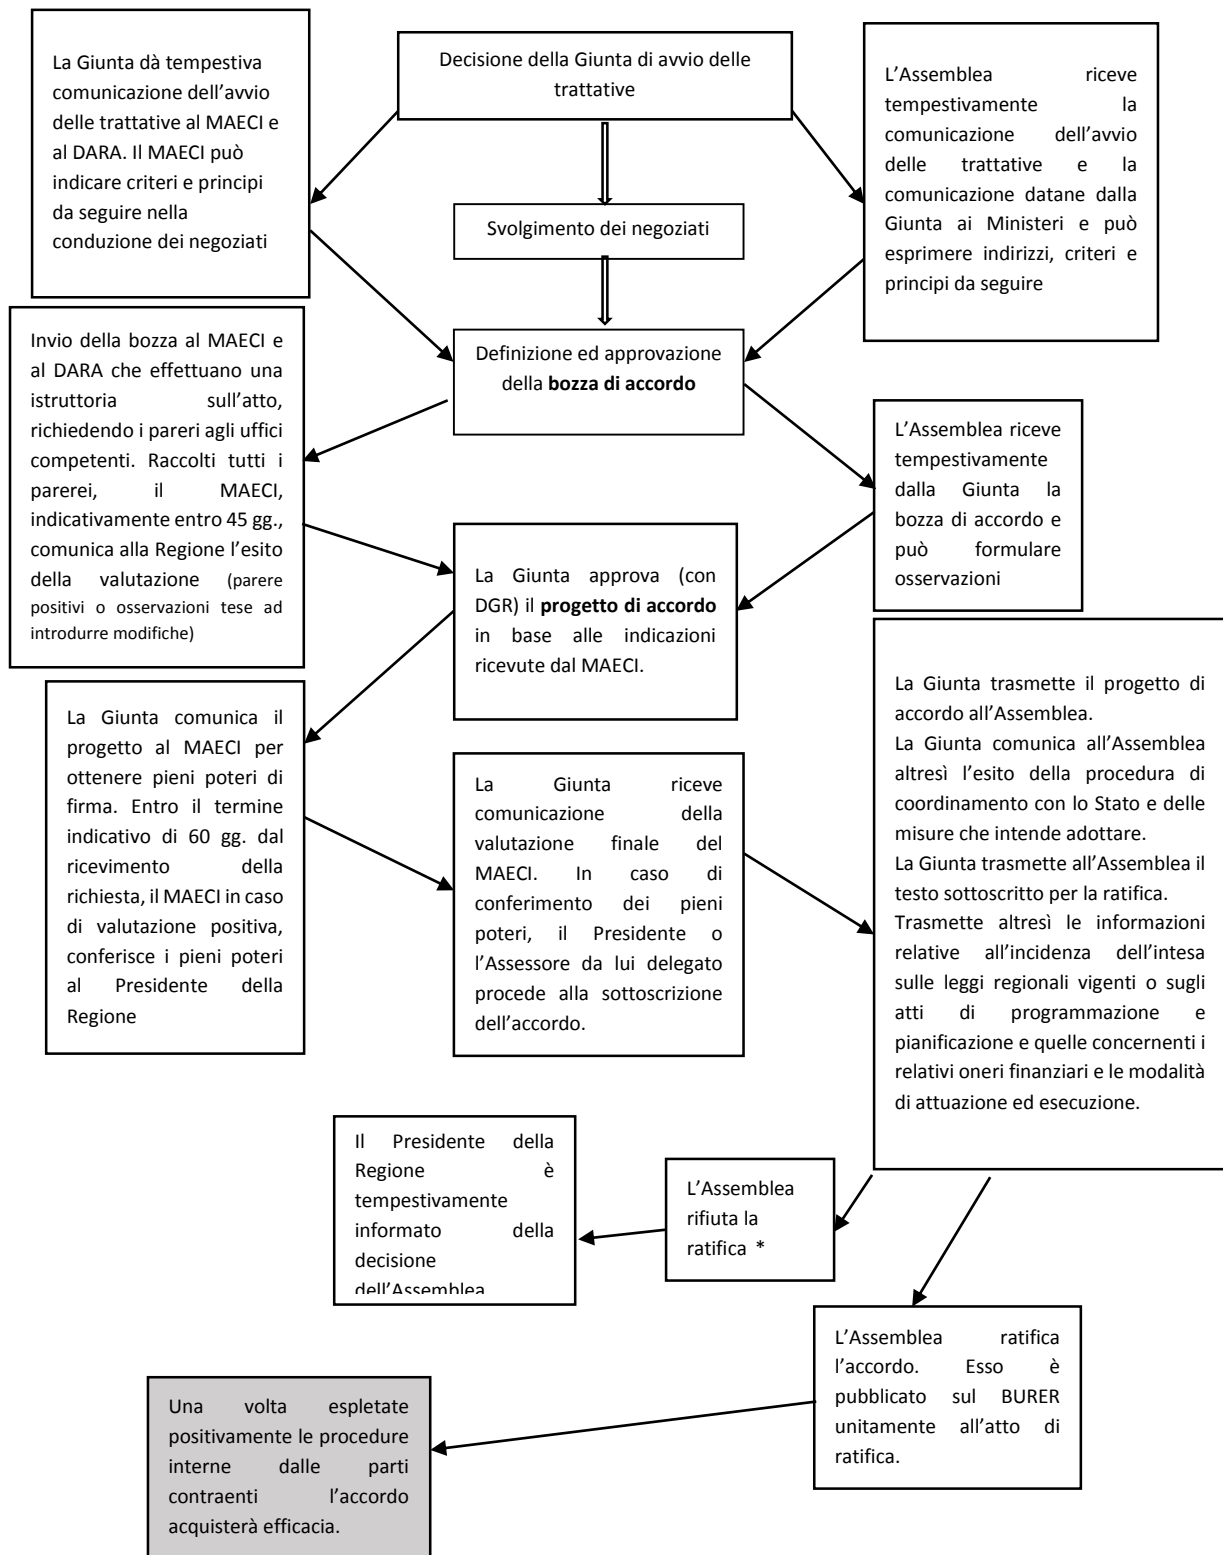 La Giunta dà tempestiva
comunicazione dell'avvio
delle trattative al MAECI e
al DARA. Il MAECI può
indicare criteri e principi
da seguire nella
conduzione dei negoziati
Decisione della Giunta di avvio delle
trattative
L'Assemblea riceve
tempestivamente la
comunicazione dell'avvio
delle trattative e la
comunicazione datane dalla
Giunta ai Ministeri e può
esprimere indirizzi, criteri e
principi da seguire
Svolgimento dei negoziati
Definizione ed approvazione
della bozza di accordo
Invio della bozza al MAECI e
al DARA che effettuano una
istruttoria sull'atto,
richiedendo i pareri agli uffici
competenti. Raccolti tutti i
parerei, il MAECI,
indicativamente entro 45 gg.,
comunica alla Regione l'esito
della valutazione (parere
positivi o osservazioni tese ad
introdurre modifiche)
L'Assemblea riceve
tempestivamente
dalla Giunta la
bozza di accordo e
può formulare
osservazioni
La Giunta approva (con
DGR) il progetto di accordo
in base alle indicazioni
ricevute dal MAECI.
La Giunta comunica il
progetto al MAECI per
ottenere pieni poteri di
firma. Entro il termine
indicativo di 60 gg. dal
ricevimento della
richiesta, il MAECI in caso
di valutazione positiva,
conferisce i pieni poteri
al Presidente della
Regione
La Giunta riceve
comunicazione della
valutazione finale del
MAECI. In caso di
conferimento dei pieni
poteri, il Presidente o
l'Assessore da lui delegato
procede alla sottoscrizione
dell'accordo.
La Giunta trasmette il progetto di
accordo all'Assemblea.
La Giunta comunica all'Assemblea
altresì l'esito della procedura di
coordinamento con lo Stato e delle
misure che intende adottare.
La Giunta trasmette all'Assemblea il
testo sottoscritto per la ratifica.
Trasmette altresì le informazioni
relative all'incidenza dell'intesa
sulle leggi regionali vigenti o sugli
atti di programmazione e
pianificazione e quelle concernenti i
relativi oneri finanziari e le modalità
di attuazione ed esecuzione.
Il Presidente della
Regione è
tempestivamente
informato della
decisione
dell'Assemblea
L'Assemblea
rifiuta la
ratifica *
L'Assemblea ratifica
l'accordo. Esso è
pubblicato sul BURER
unitamente all'atto di
ratifica.
Una volta espletate
positivamente le procedure
interne dalle parti
contraenti l'accordo
acquisterà efficacia.